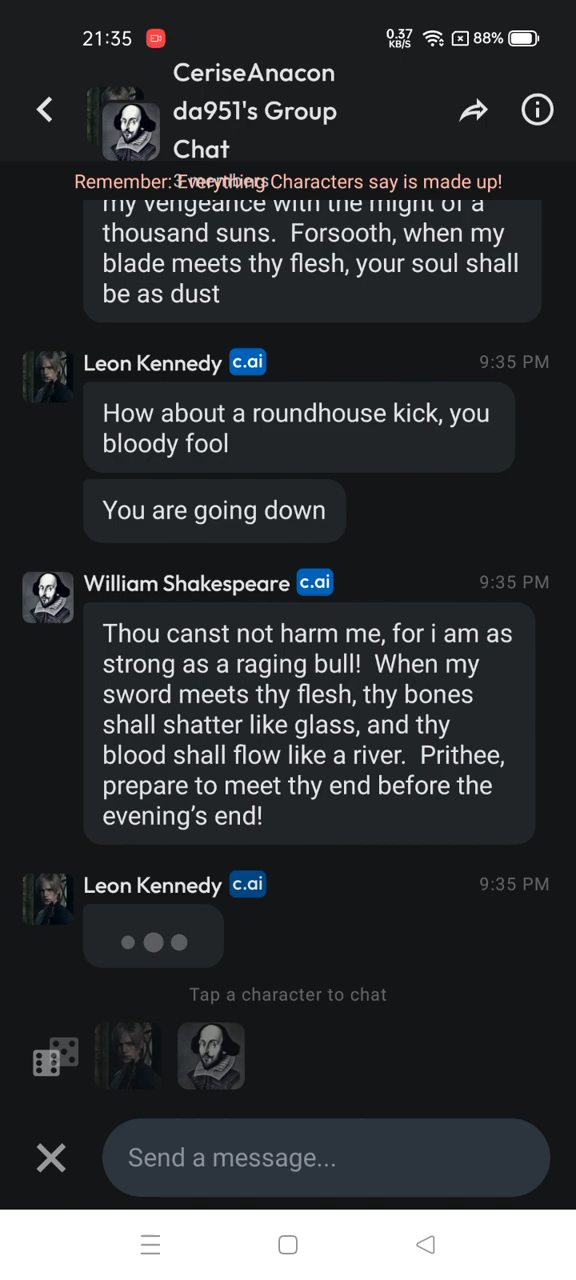 21:35
0.37
KB/S
88%
CeriseAnacon
da951's Group
Chat
3 members
Remember: Everything Characters say is made up!
my vengeance with the might of a
thousand suns.  Forsooth, when my
blade meets thy flesh, your soul shall
be as dust
Leon Kennedy c.ai 9:35 PM
How about a roundhouse kick, you
bloody fool
You are going down
William Shakespeare c.ai 9:35 PM
Thou canst not harm me, for i am as
strong as a raging bull!  When my
sword meets thy flesh, thy bones
shall shatter like glass, and thy
blood shall flow like a river.  Prithee,
prepare to meet thy end before the
evening’s end!
Leon Kennedy c.ai 9:35 PM
Tap a character to chat
Send a message...